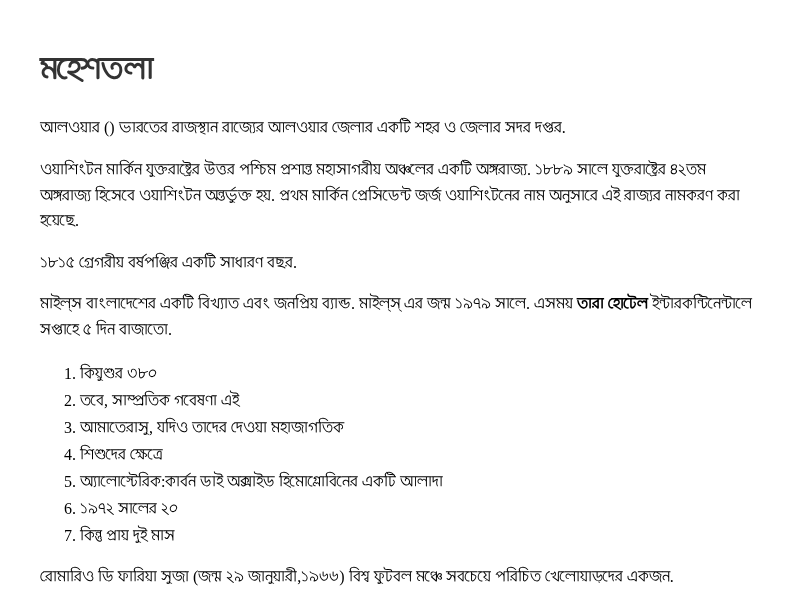 মহেশতলা
আলওয়ার () ভারতের রাজস্থান রাজ্যের আলওয়ার জেলার একটি শহর ও জেলার সদর দপ্তর.
ওয়াশিংটন মার্কিন যুক্তরাষ্ট্রের উত্তর পশ্চিম প্রশান্ত মহাসাগরীয় অঞ্চলের একটি অঙ্গরাজ্য. ১৮৮৯ সালে যুক্তরাষ্ট্রের ৪২তম
অঙ্গরাজ্য হিসেবে ওয়াশিংটন অন্তর্ভুক্ত হয়. প্রথম মার্কিন প্রেসিডেন্ট জর্জ ওয়াশিংটনের নাম অনুসারে এই রাজ্যর নামকরণ করা
হয়েছে.
১৮১৫ গ্রেগরীয় বর্ষপঞ্জির একটি সাধারণ বছর.
মাইল্‌স বাংলাদেশের একটি বিখ্যাত এবং জনপ্রিয় ব্যান্ড. মাইল্‌স্ এর জন্ম ১৯৭৯ সালে. এসময় তারা হোটেল ইন্টারকন্টিনেন্টালে
সপ্তাহে ৫ দিন বাজাতো.
1. কিয়ুশুর ৩৮০
2. তবে, সাম্প্রতিক গবেষণা এই
3. আমাতেরাসু, যদিও তাদের দেওয়া মহাজাগতিক
4. শিশুদের ক্ষেত্রে
5. অ্যালোস্টেরিক:কার্বন ডাই অক্সাইড হিমোগ্লোবিনের একটি আলাদা
6. ১৯৭২ সালের ২০
7. কিন্তু প্রায় দুই মাস
রোমারিও ডি ফারিয়া সুজা (জন্ম ২৯ জানুয়ারী,১৯৬৬) বিশ্ব ফুটবল মঞ্চে সবচেয়ে পরিচিত খেলোয়াড়দের একজন.